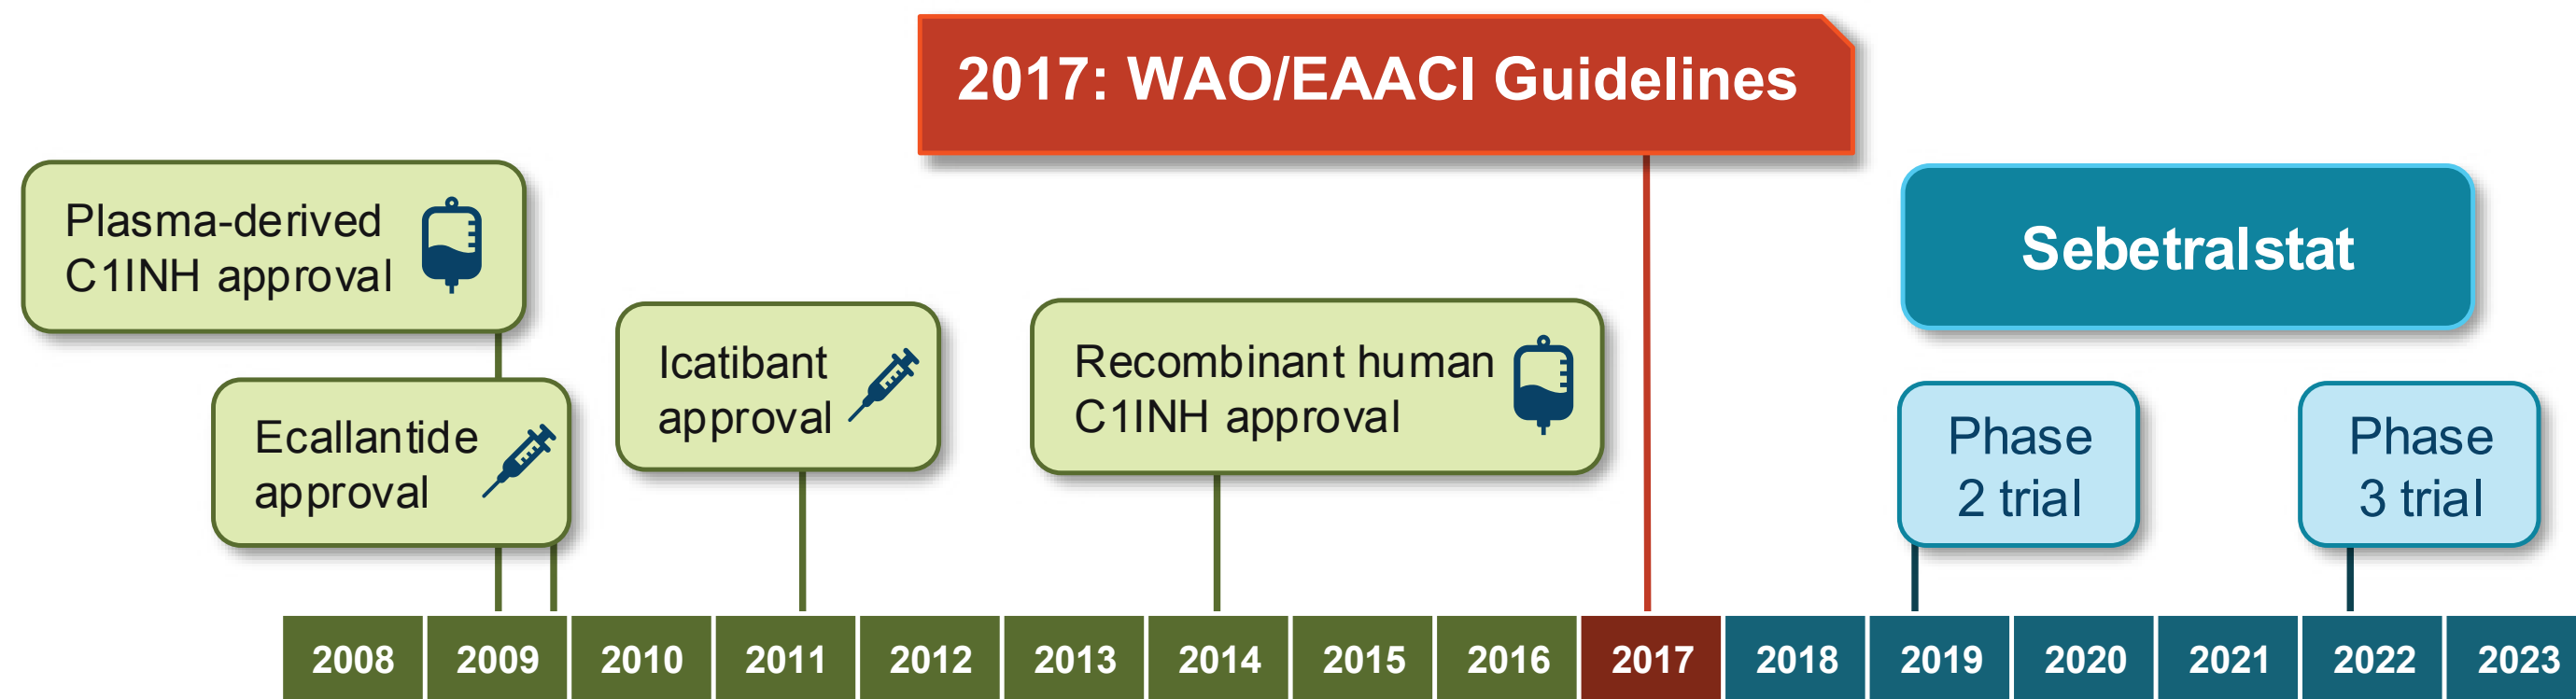 2017: WAO/EAACI Guidelines
Plasma-derived
C1INH approval
Ecallantide
approval
Icatibant
approval
Recombinant human
C1INH approval
Sebetralstat
Phase
2 trial
Phase
3 trial
2008 2009 2010 2011 2012 2013 2014 2015 2016 2017 2018 2019 2020 2021 2022 2023